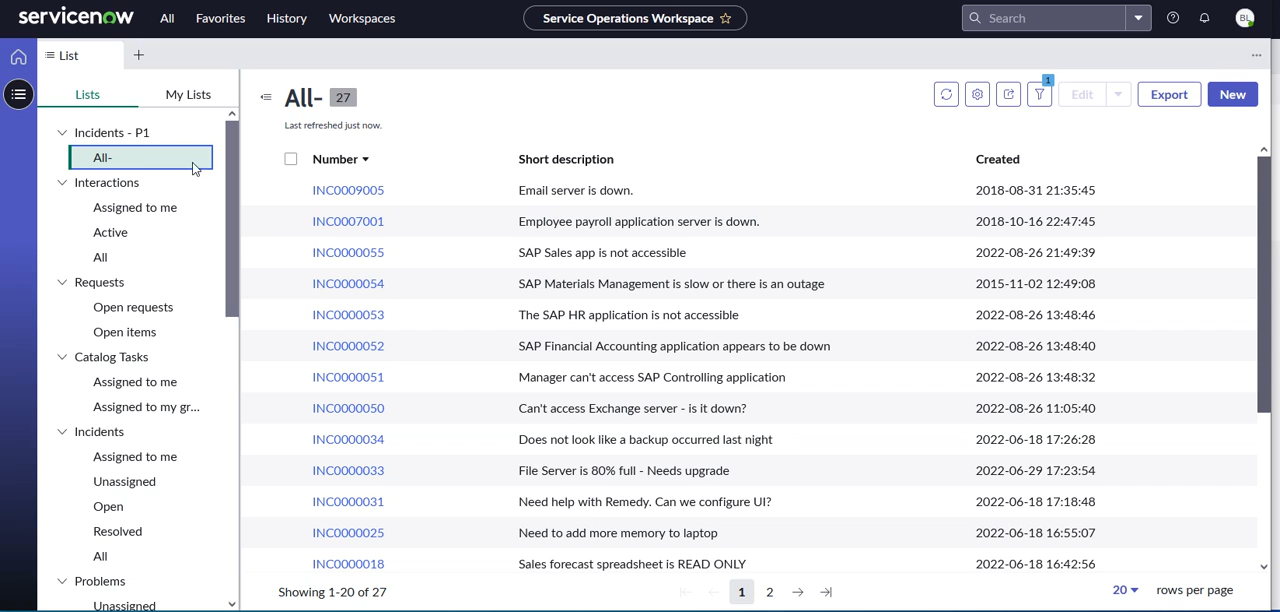 servicenow All Favorites History Workspaces Service Operations Workspace Search BL
List
Lists My Lists
Incidents - P1
All-
Interactions
Assigned to me
Active
All
Requests
Open requests
Open items
Catalog Tasks
Assigned to me
Assigned to my gr...
Incidents
Assigned to me
Unassigned
Open
Resolved
All
Problems
Unassigned
All- 27
Last refreshed just now.
1
Edit Export New
Number Short description Created
INC0009005 Email server is down. 2018-08-31 21:35:45
INC0007001 Employee payroll application server is down. 2018-10-16 22:47:45
INC0000055 SAP Sales app is not accessible 2022-08-26 21:49:39
INC0000054 SAP Materials Management is slow or there is an outage 2015-11-02 12:49:08
INC0000053 The SAP HR application is not accessible 2022-08-26 13:48:46
INC0000052 SAP Financial Accounting application appears to be down 2022-08-26 13:48:40
INC0000051 Manager can't access SAP Controlling application 2022-08-26 13:48:32
INC0000050 Can't access Exchange server - is it down? 2022-08-26 11:05:40
INC0000034 Does not look like a backup occurred last night 2022-06-18 17:26:28
INC0000033 File Server is 80% full - Needs upgrade 2022-06-29 17:23:54
INC0000031 Need help with Remedy. Can we configure UI? 2022-06-18 17:18:48
INC0000025 Need to add more memory to laptop 2022-06-18 16:55:07
INC0000018 Sales forecast spreadsheet is READ ONLY 2022-06-18 16:42:56
Showing 1-20 of 27 1 2 20 rows per page